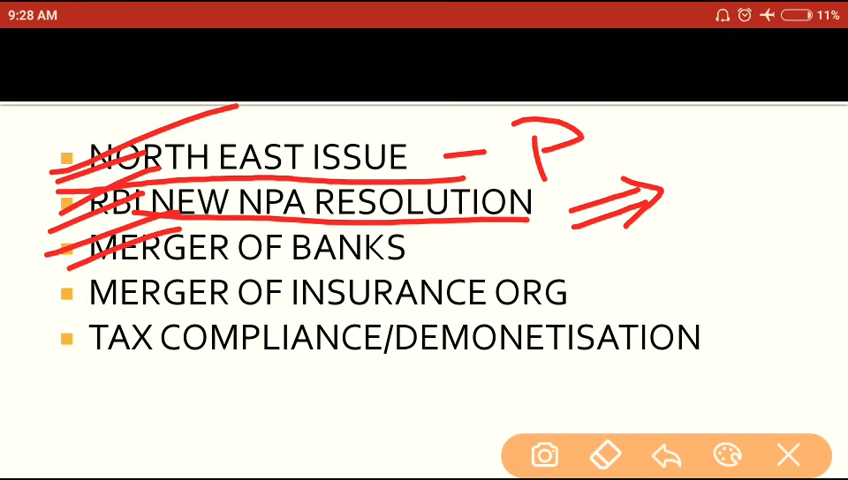 9:28 AM 11%
NORTH EAST ISSUE - P
RBI NEW NPA RESOLUTION
MERGER OF BANKS
MERGER OF INSURANCE ORG
TAX COMPLIANCE/DEMONETISATION